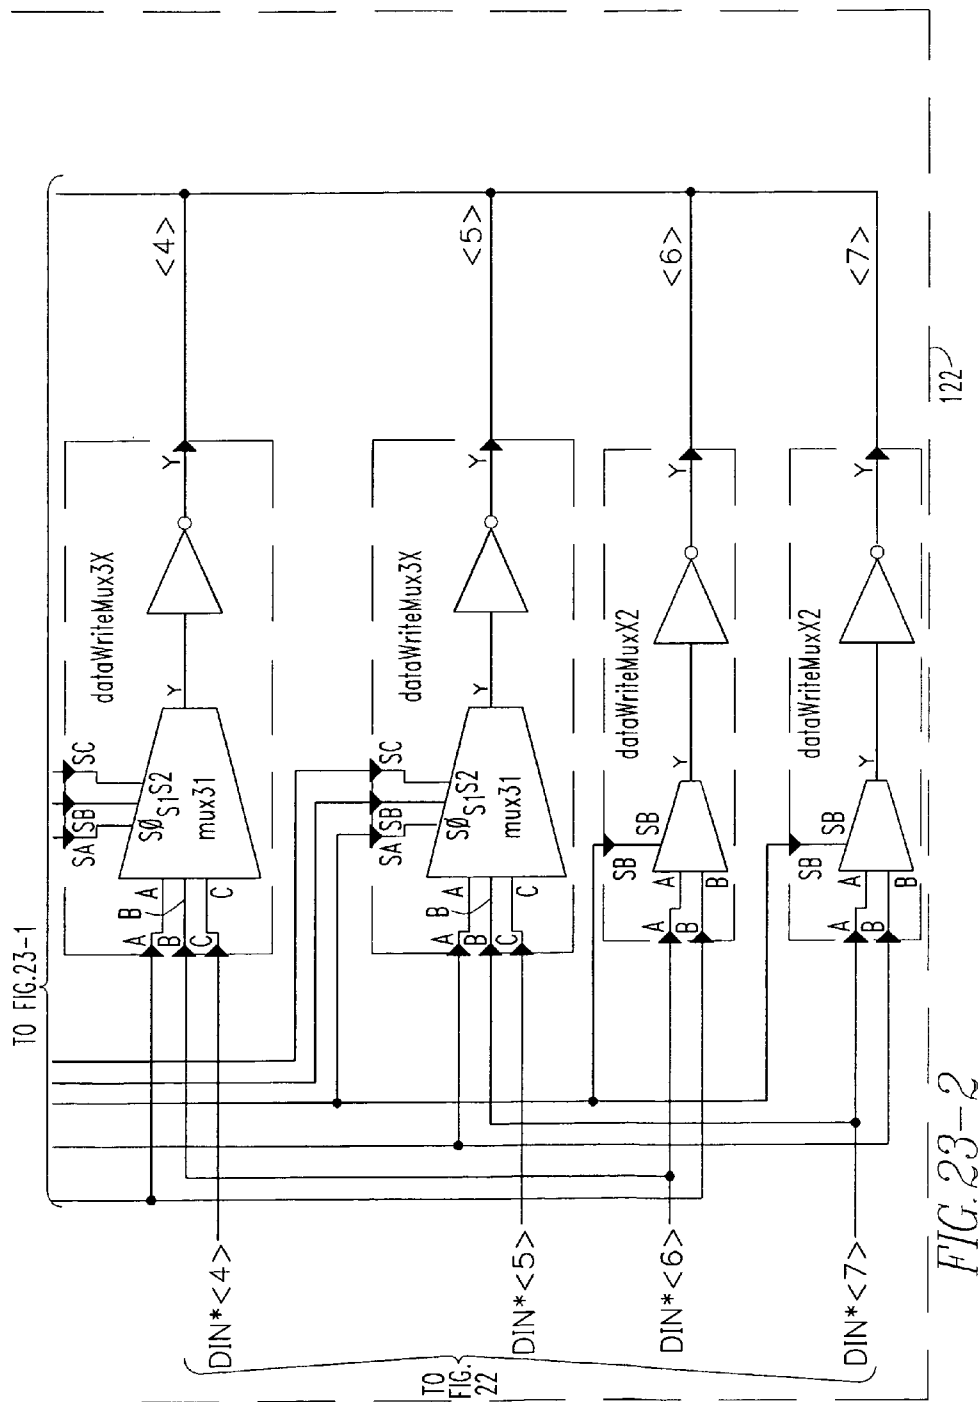 TO FIG.23-1
SA
SB
SC
SØ
S1
S2
mux31
dataWriteMux3X
A
B
C
A
B
C
Y
Y
<4>
DIN*<4>
SA
SB
SC
SØ
S1
S2
mux31
dataWriteMux3X
A
B
C
A
B
C
Y
Y
<5>
DIN*<5>
SB
SB
dataWriteMuxX2
A
B
A
B
Y
Y
<6>
DIN*<6>
SB
SB
dataWriteMuxX2
A
B
A
B
Y
Y
<7>
DIN*<7>
TO
FIG.
22
122
FIG.23-2